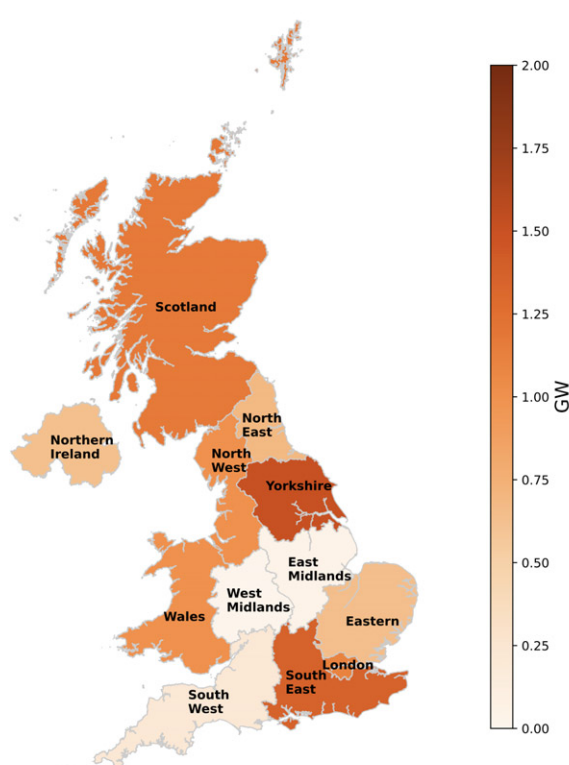 2.00
1.75
1.50
1.25
1.00
0.75
0.50
0.25
0.00
GW
Scotland
North
East
Northern
Ireland
North
West
Yorkshire
East
Midlands
West
Midlands
Wales
Eastern
London
South
East
South
West